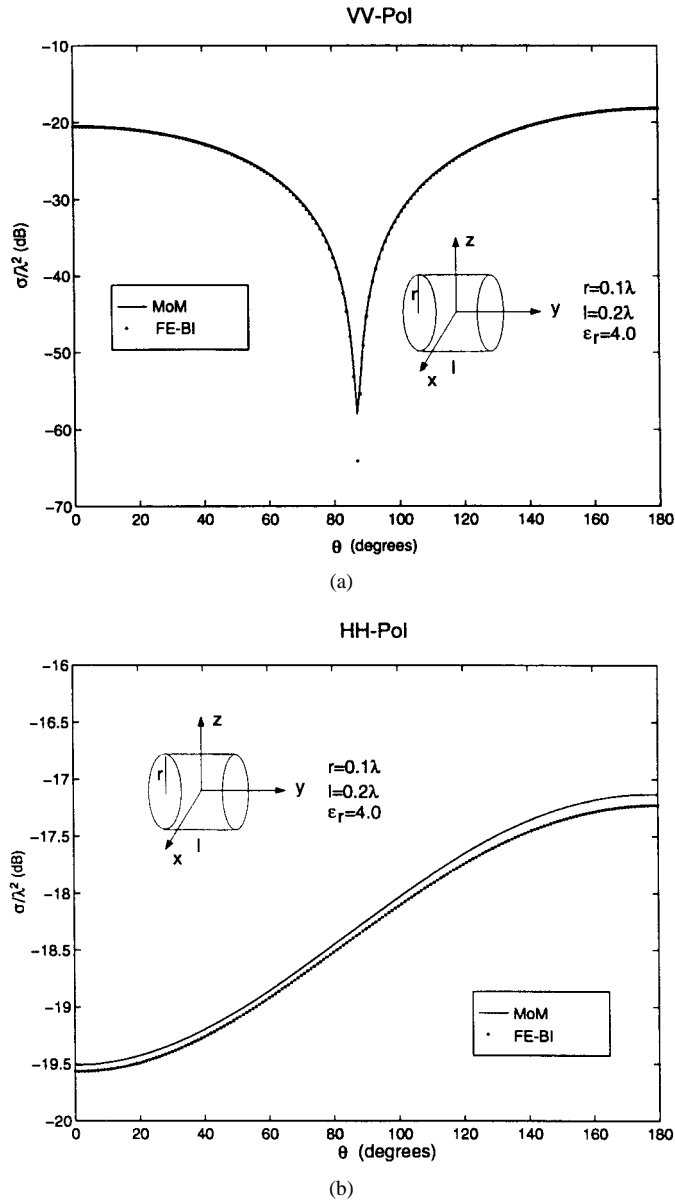 VV-Pol
-10
-20
-30
-40
-50
-60
-70
σ/λ² (dB)
MoM
FE-BI
z
r
y
x
l
r=0.1λ
l=0.2λ
εr=4.0
0 20 40 60 80 100 120 140 160 180
θ (degrees)
(a)
HH-Pol
-16
-16.5
-17
-17.5
-18
-18.5
-19
-19.5
-20
σ/λ² (dB)
z
r
y
x
l
r=0.1λ
l=0.2λ
εr=4.0
MoM
FE-BI
0 20 40 60 80 100 120 140 160 180
θ (degrees)
(b)